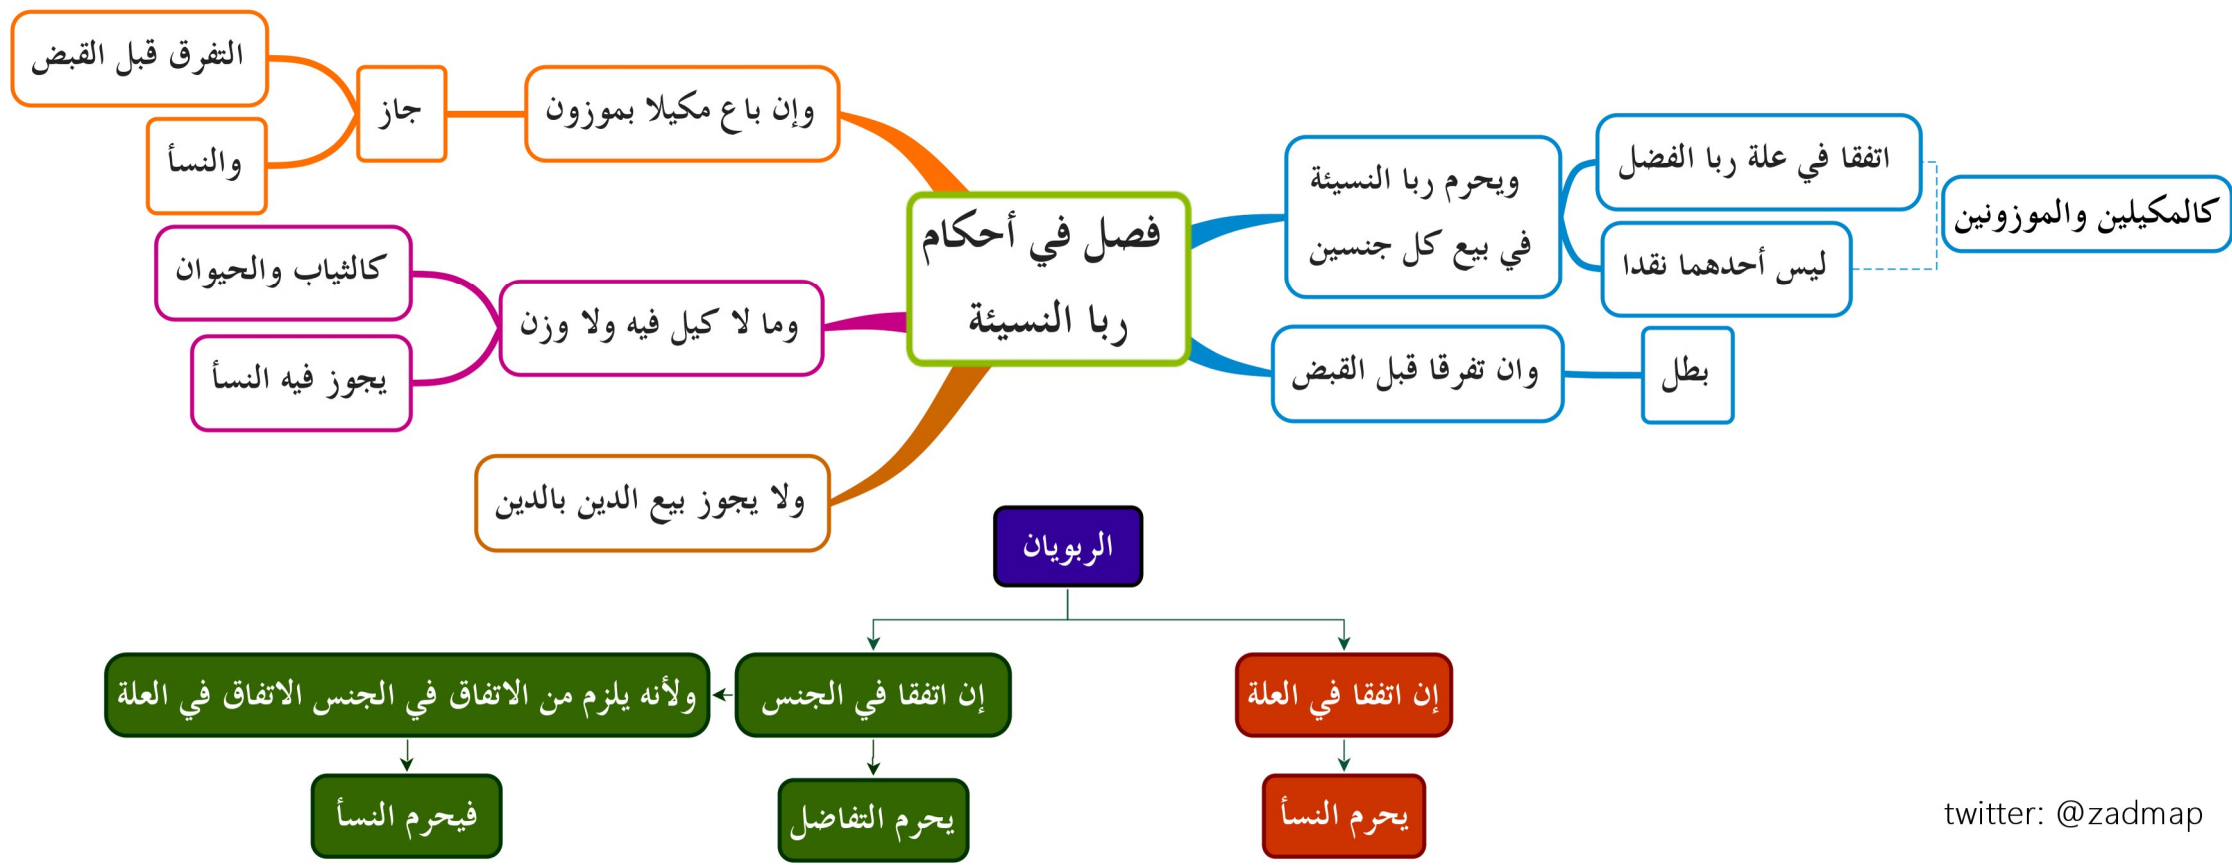 فصل في أحكام
ربا النسيئة
ويحرم ربا النسيئة
في بيع كل جنسين
اتفقا في علة ربا الفضل
ليس أحدهما نقدا
كالمكيلين والموزونين
وان تفرقا قبل القبض
بطل
وإن باع مكيلا بموزون
جاز
التفرق قبل القبض
والنسأ
وما لا كيل فيه ولا وزن
كالثياب والحيوان
يجوز فيه النسأ
ولا يجوز بيع الدين بالدين
الربويان
إن اتفقا في العلة
يحرم النسأ
إن اتفقا في الجنس
يحرم التفاضل
ولأنه يلزم من الاتفاق في الجنس الاتفاق في العلة
فيحرم النسأ
twitter: @zadmap